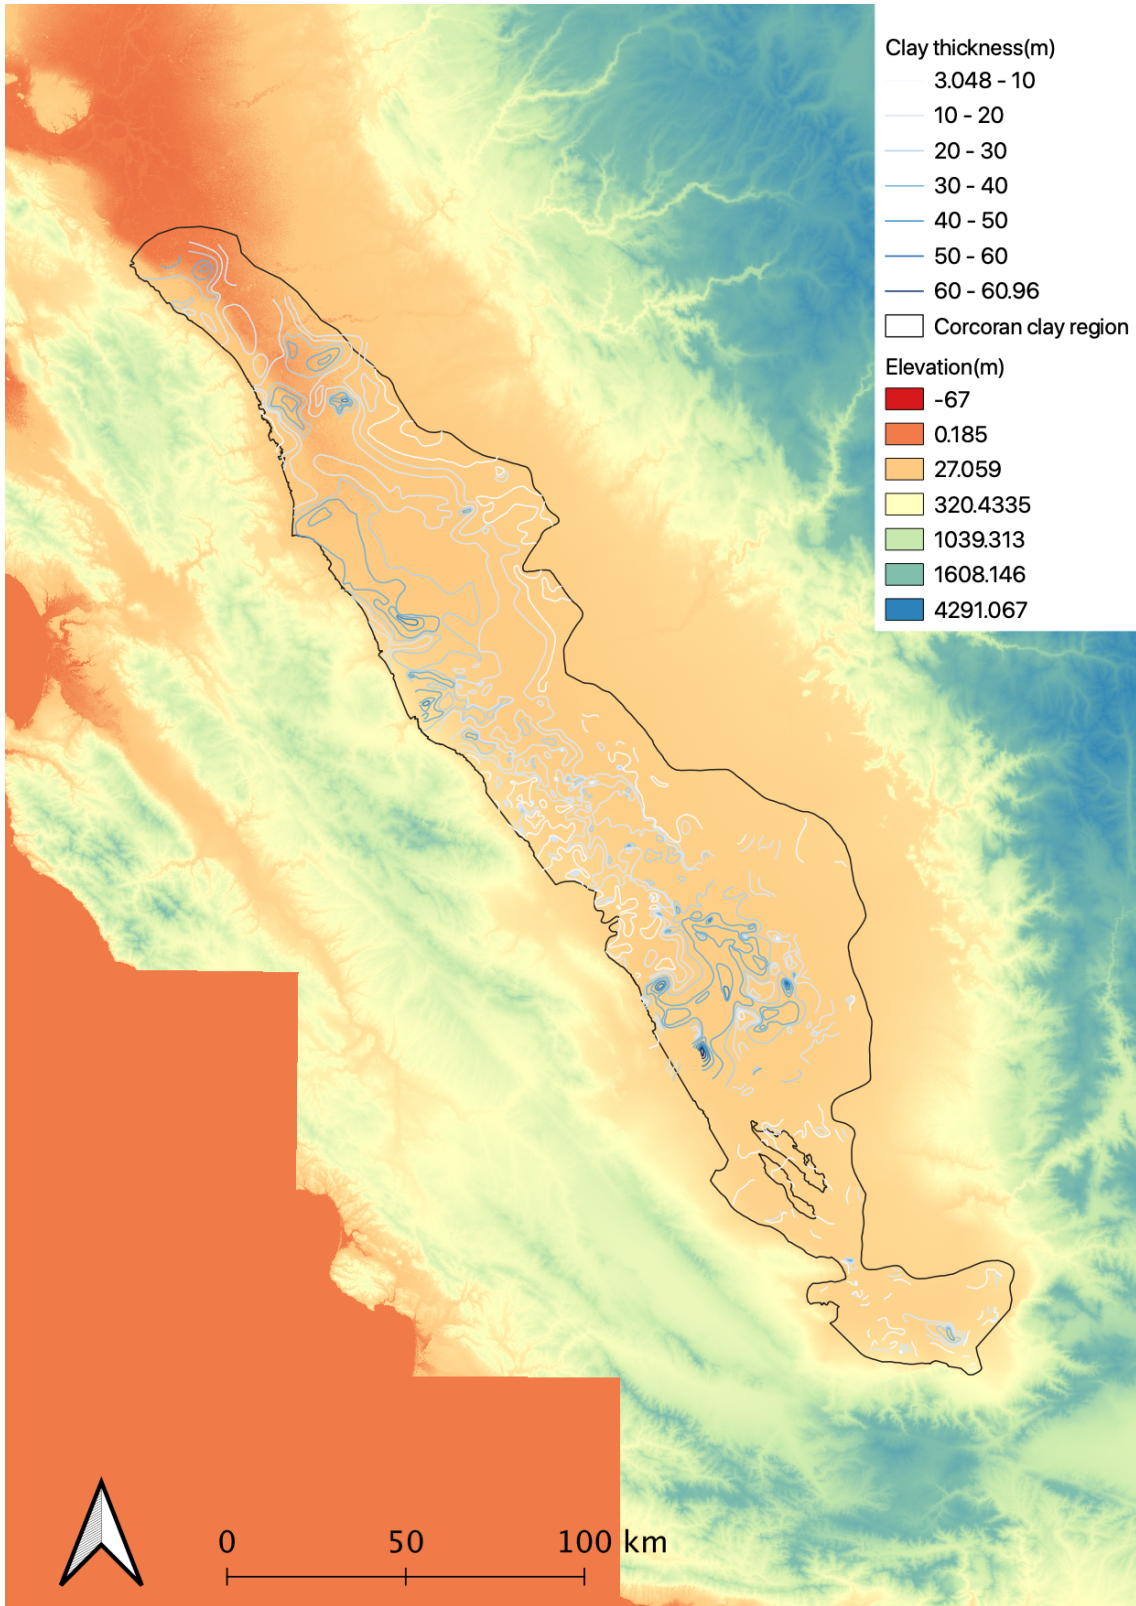 Clay thickness(m)
3.048 - 10
10 - 20
20 - 30
30 - 40
40 - 50
50 - 60
60 - 60.96
Corcoran clay region
Elevation(m)
-67
0.185
27.059
320.4335
1039.313
1608.146
4291.067
0 50 100 km